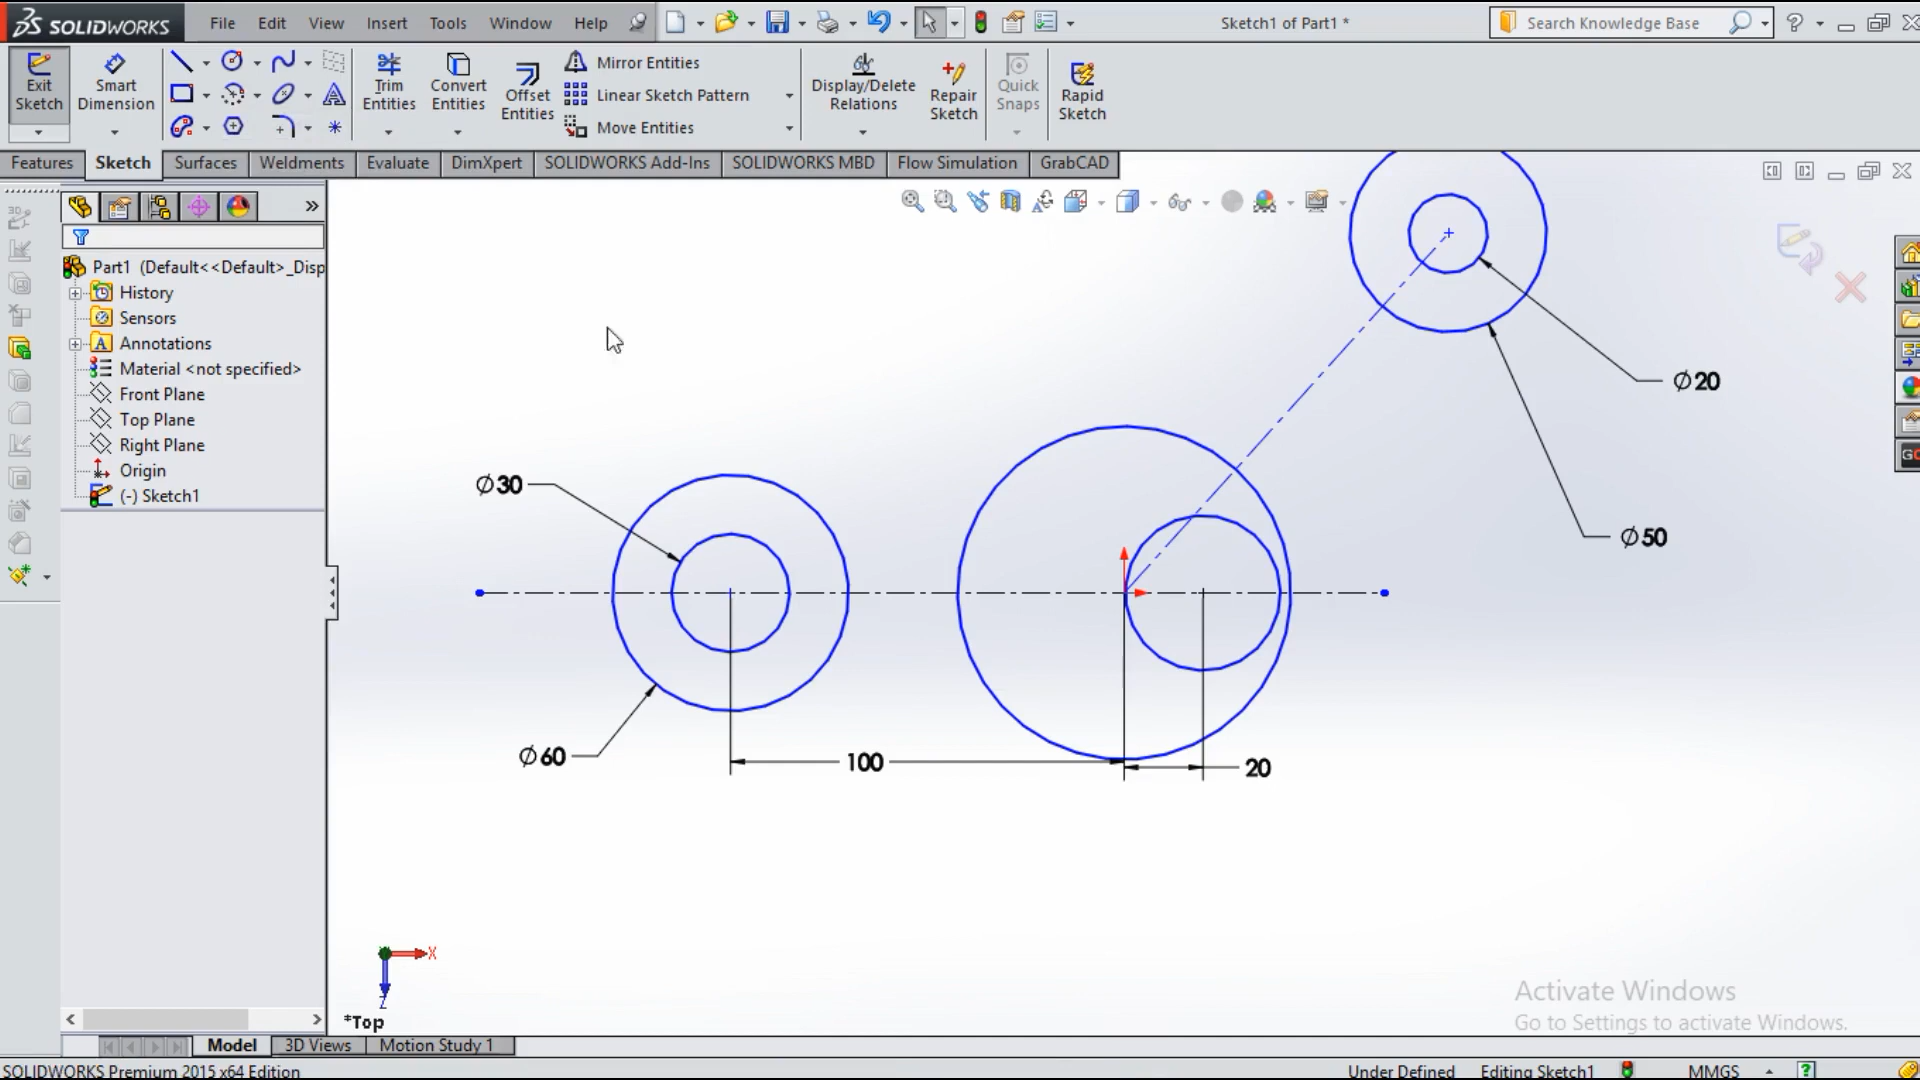 SOLIDWORKS File Edit View Insert Tools Window Help Sketch1 of Part1 * Search Knowledge Base
Exit Sketch
Smart Dimension
Trim Entities
Convert Entities
Offset Entities
Mirror Entities
Linear Sketch Pattern
Move Entities
Display/Delete Relations
Repair Sketch
Quick Snaps
Rapid Sketch
Features Sketch Surfaces Weldments Evaluate DimXpert SOLIDWORKS Add-Ins SOLIDWORKS MBD Flow Simulation GrabCAD
Part1 (Default<<Default>_Disp
History
Sensors
Annotations
Material <not specified>
Front Plane
Top Plane
Right Plane
Origin
(-) Sketch1
∅20
∅30
∅50
∅60
100
20
X
Z
*Top
Activate Windows
Go to Settings to activate Windows.
Model 3D Views Motion Study 1
SOLIDWORKS Premium 2015 x64 Edition Under Defined Editing Sketch1 MMGS